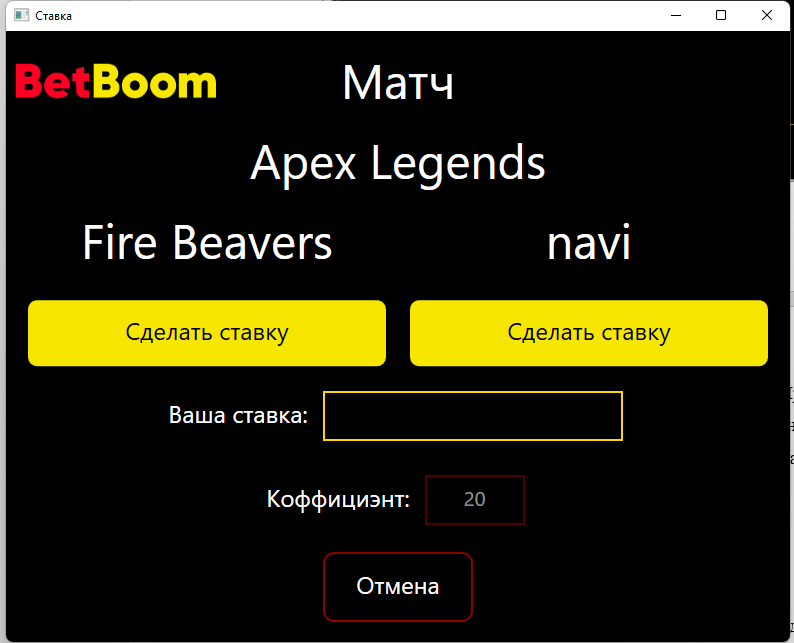 Ставка
BetBoom
Матч
Apex Legends
Fire Beavers
navi
Сделать ставку
Сделать ставку
Ваша ставка:
Коффициэнт:
20
Отмена